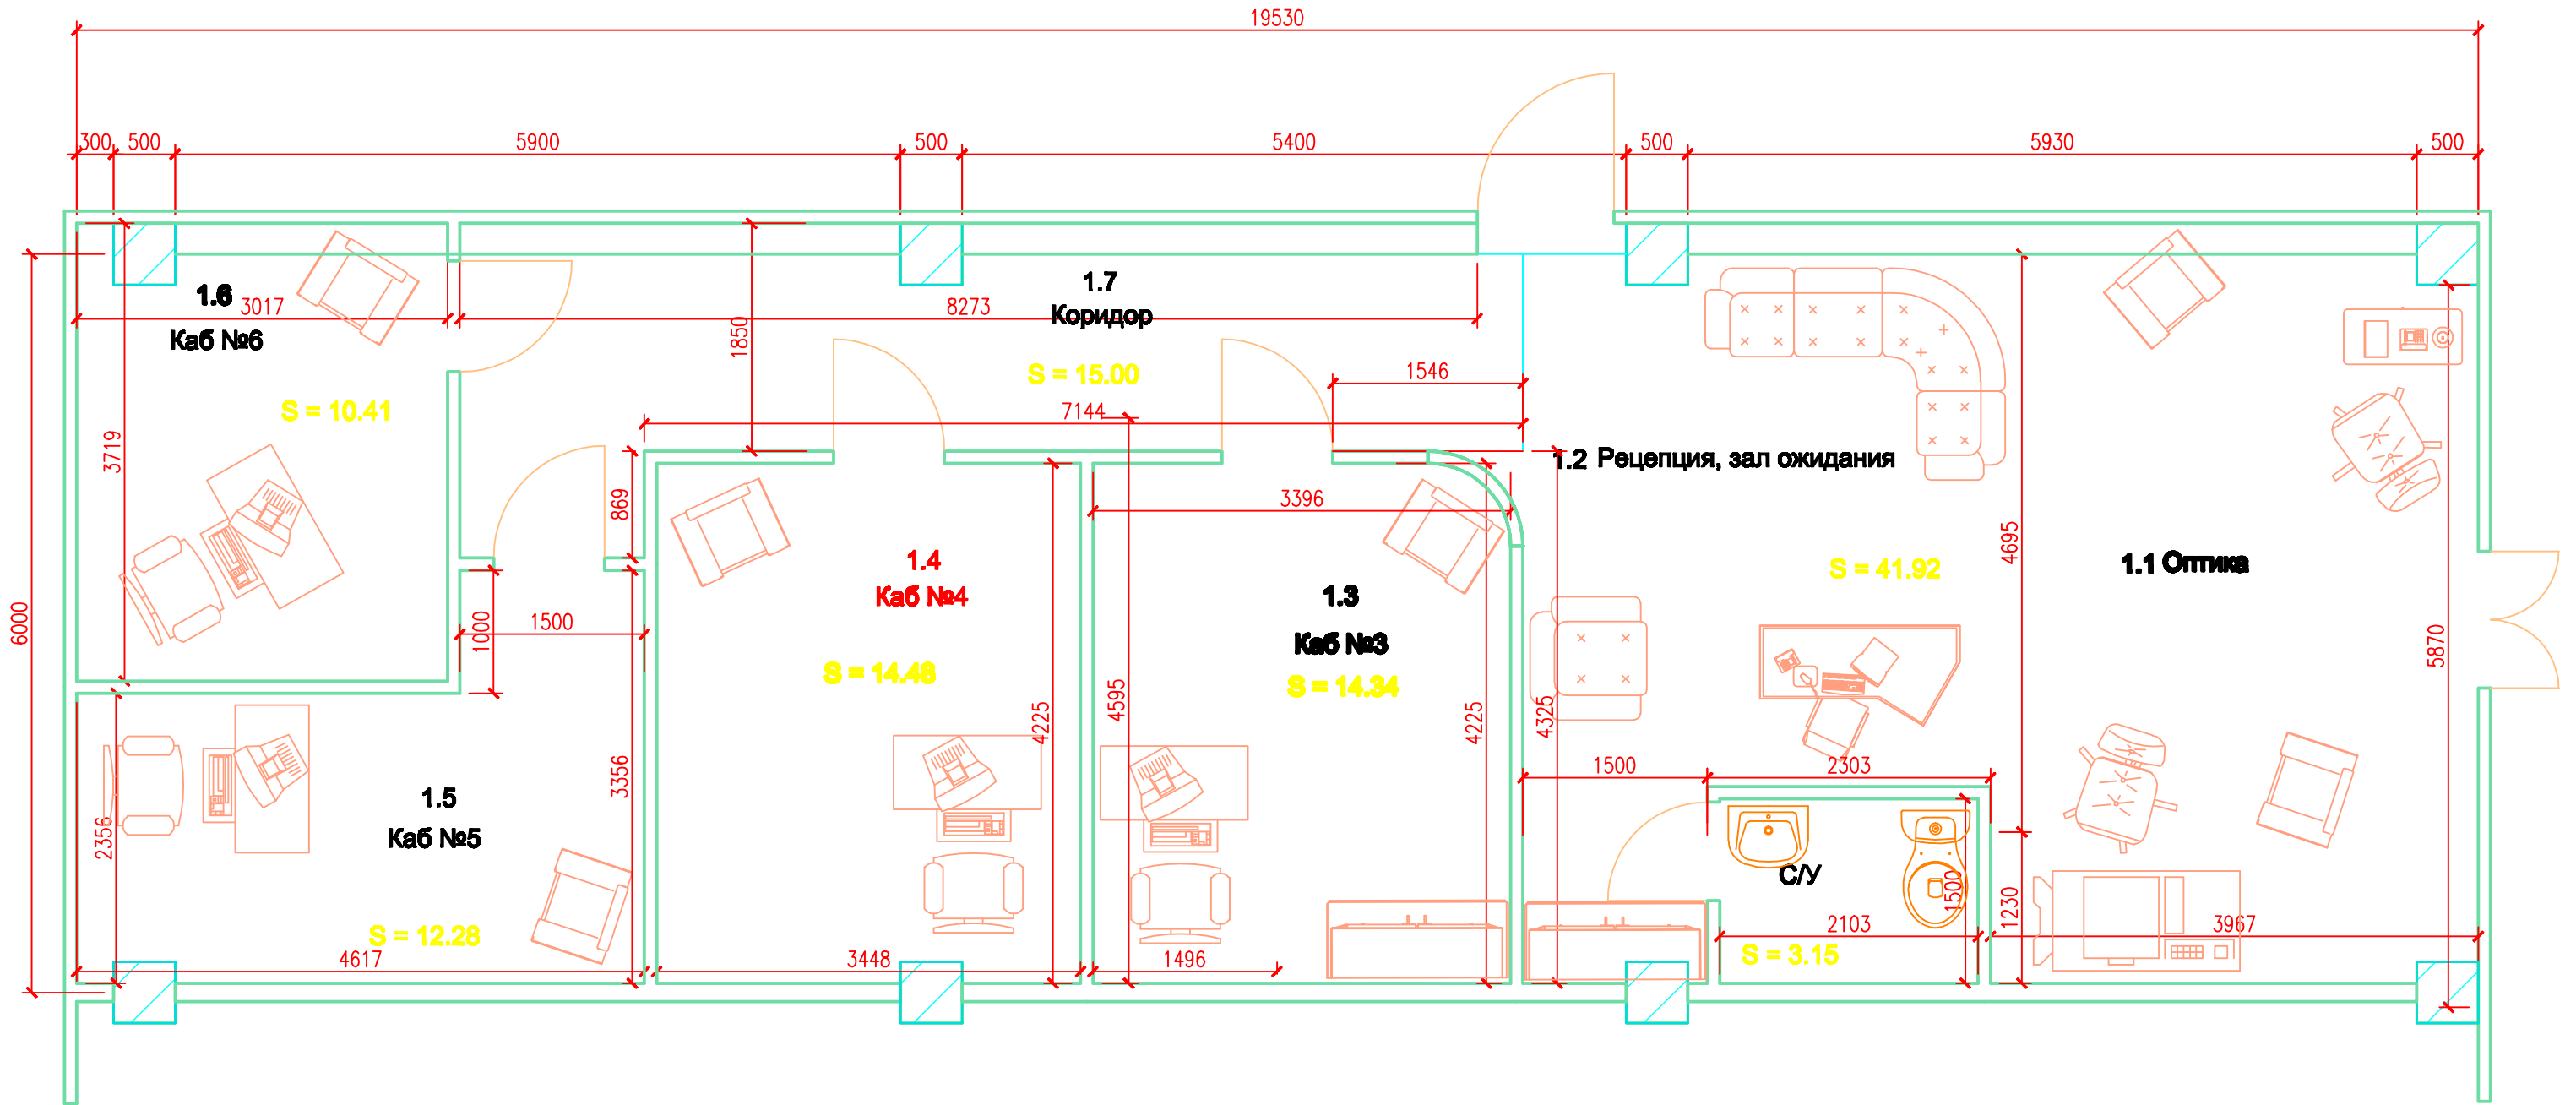 19530
300 500 5900 500 5400 500 5930 500
1.6
3017
Каб №6
8273
1.7
Коридор
1850
S = 15.00
1546
S = 10.41
7144
3719
1.2 Рецепция, зал ожидания
869
3396
4695
1.4
Каб №4
1.3
Каб №3
S = 41.92
1.1 Оптика
6000
1000
1500
S = 14.48
S = 14.34
4225
4595
4225
4325
5870
1500
2303
3356
2356
1.5
Каб №5
С/У
1500
1230
S = 12.28
2103
3967
S = 3.15
4617
3448
1496